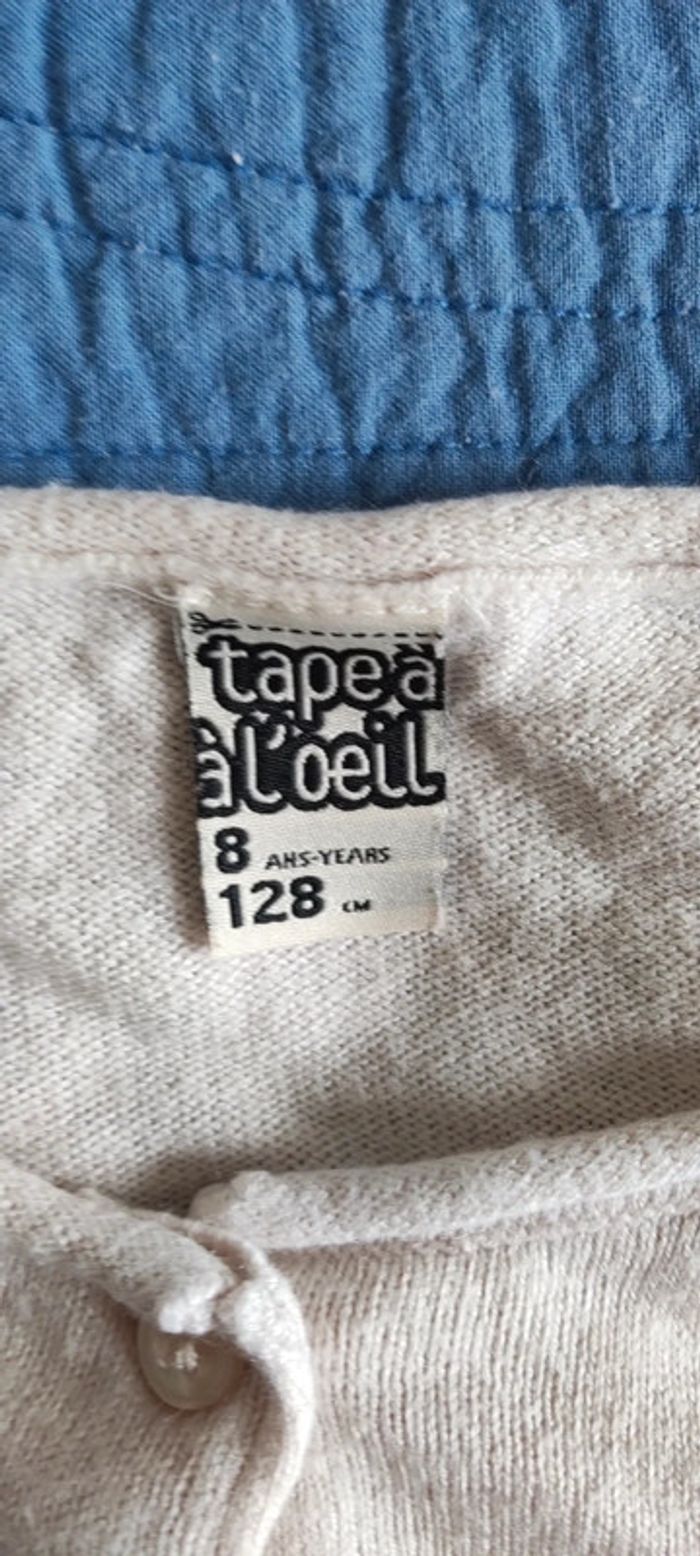 tape à
à l'oeil
8 ANS-YEARS
128 CM